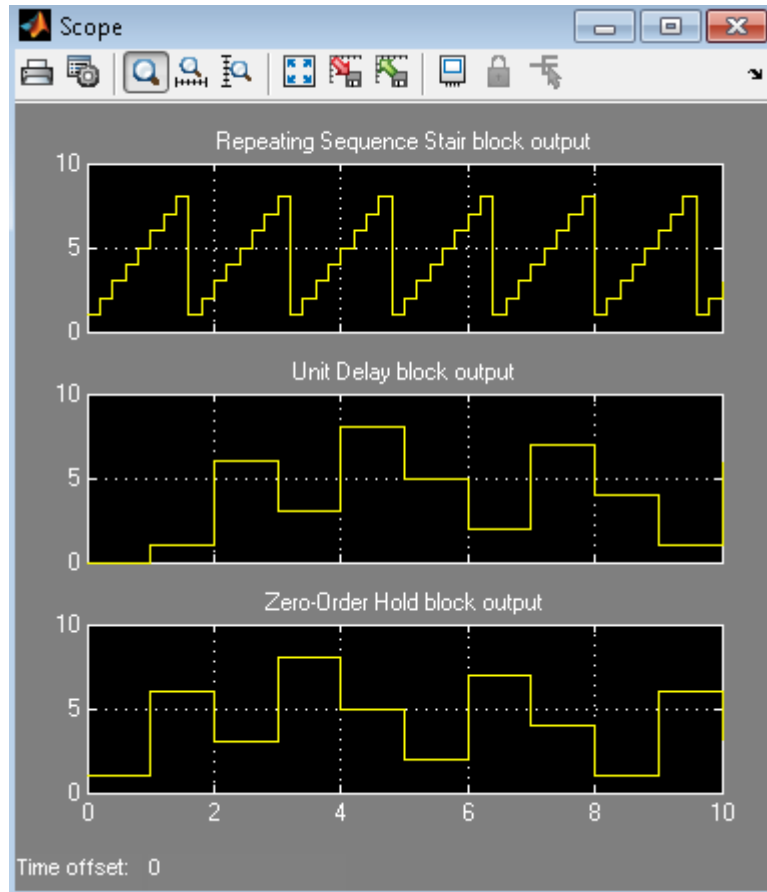 Scope
Repeating Sequence Stair block output
10
5
0
Unit Delay block output
10
5
0
Zero-Order Hold block output
10
5
0
0 2 4 6 8 10
Time offset: 0